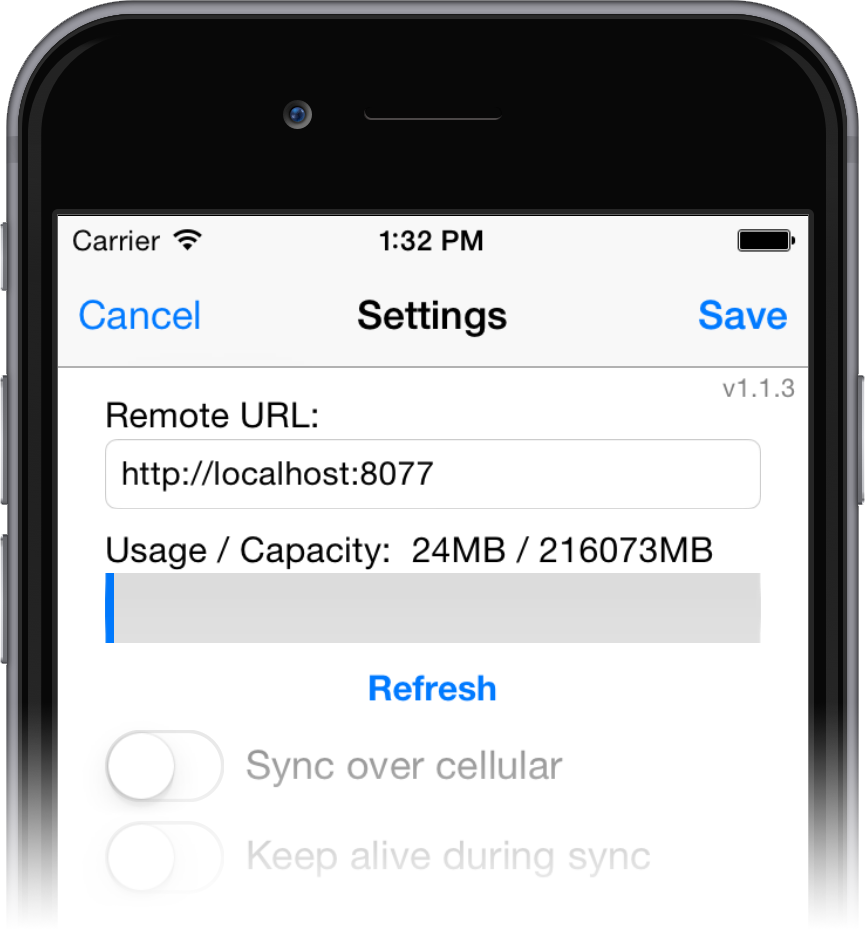 Carrier 1:32 PM
Cancel Settings Save
v1.1.3
Remote URL:
http://localhost:8077
Usage / Capacity: 24MB / 216073MB
Refresh
Sync over cellular
Keep alive during sync